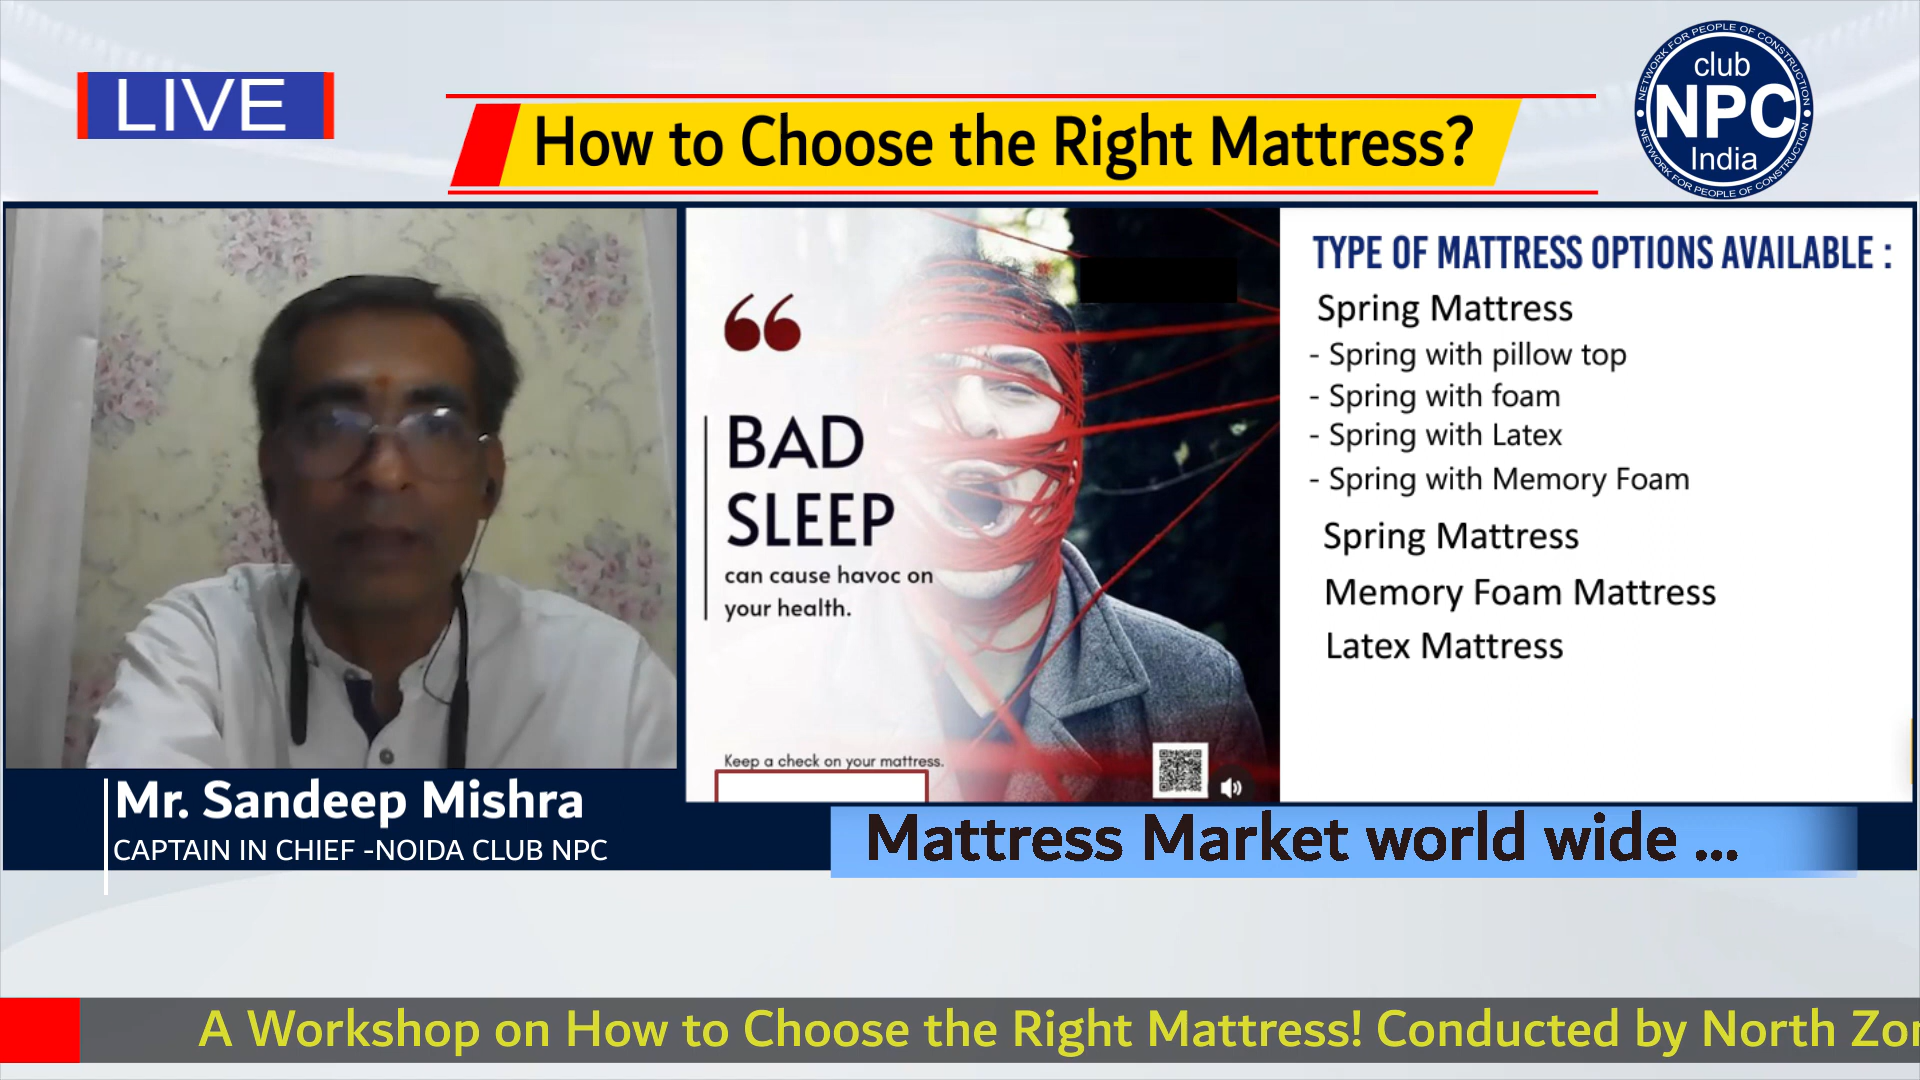 LIVE
How to Choose the Right Mattress?
NETWORK FOR PEOPLE OF CONSTRUCTION
club
NPC
India
NETWORK FOR PEOPLE OF CONSTRUCTION
“
BAD
SLEEP
can cause havoc on
your health.
Keep a check on your mattress.
TYPE OF MATTRESS OPTIONS AVAILABLE :
Spring Mattress
- Spring with pillow top
- Spring with foam
- Spring with Latex
- Spring with Memory Foam
Spring Mattress
Memory Foam Mattress
Latex Mattress
Mr. Sandeep Mishra
CAPTAIN IN CHIEF -NOIDA CLUB NPC
Mattress Market world wide ...
A Workshop on How to Choose the Right Mattress! Conducted by North